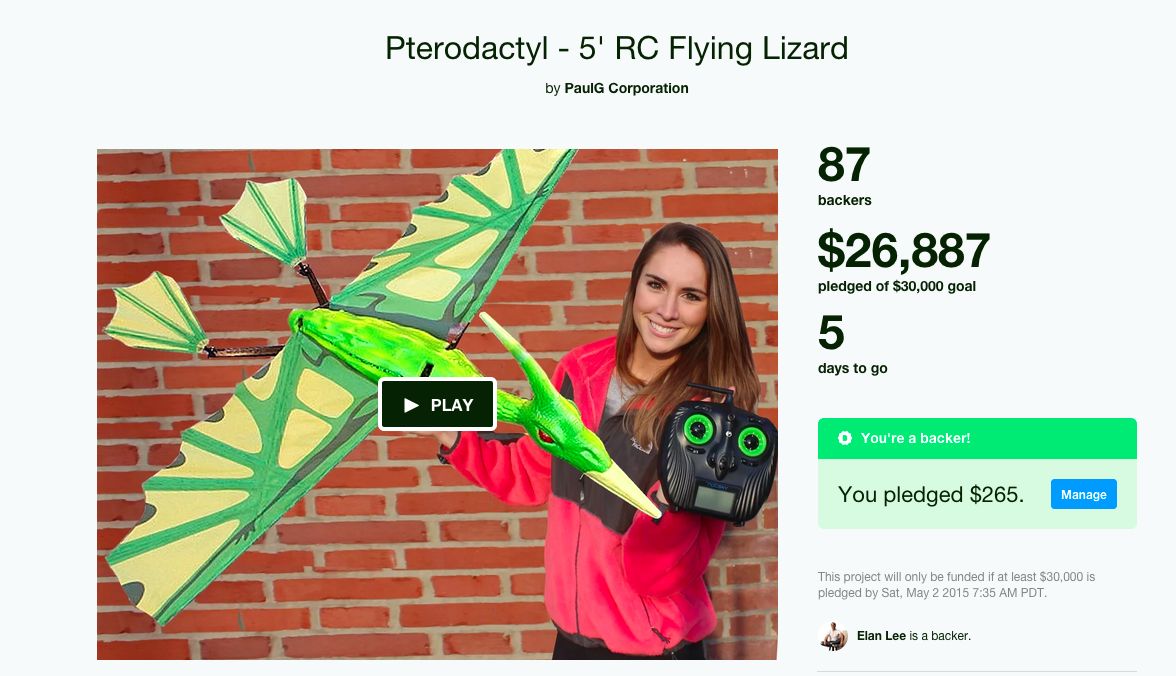 Pterodactyl - 5' RC Flying Lizard
by PaulG Corporation
87
backers
$26,887
pledged of $30,000 goal
5
days to go
PLAY
You're a backer!
You pledged $265.
Manage
This project will only be funded if at least $30,000 is
pledged by Sat, May 2 2015 7:35 AM PDT.
Elan Lee is a backer.